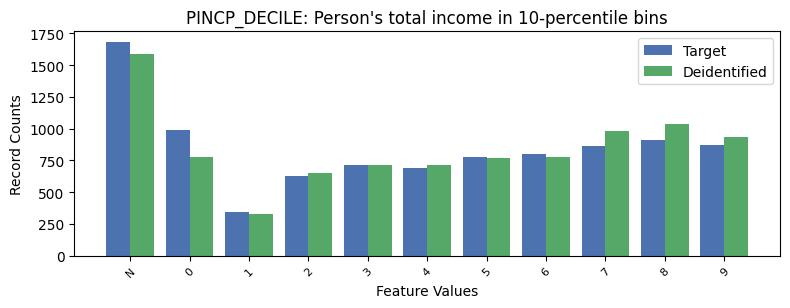 PINCP_DECILE: Person's total income in 10-percentile bins
Record Counts
1750
1500
1250
1000
750
500
250
0
Target
Deidentified
N 0 1 2 3 4 5 6 7 8 9
Feature Values